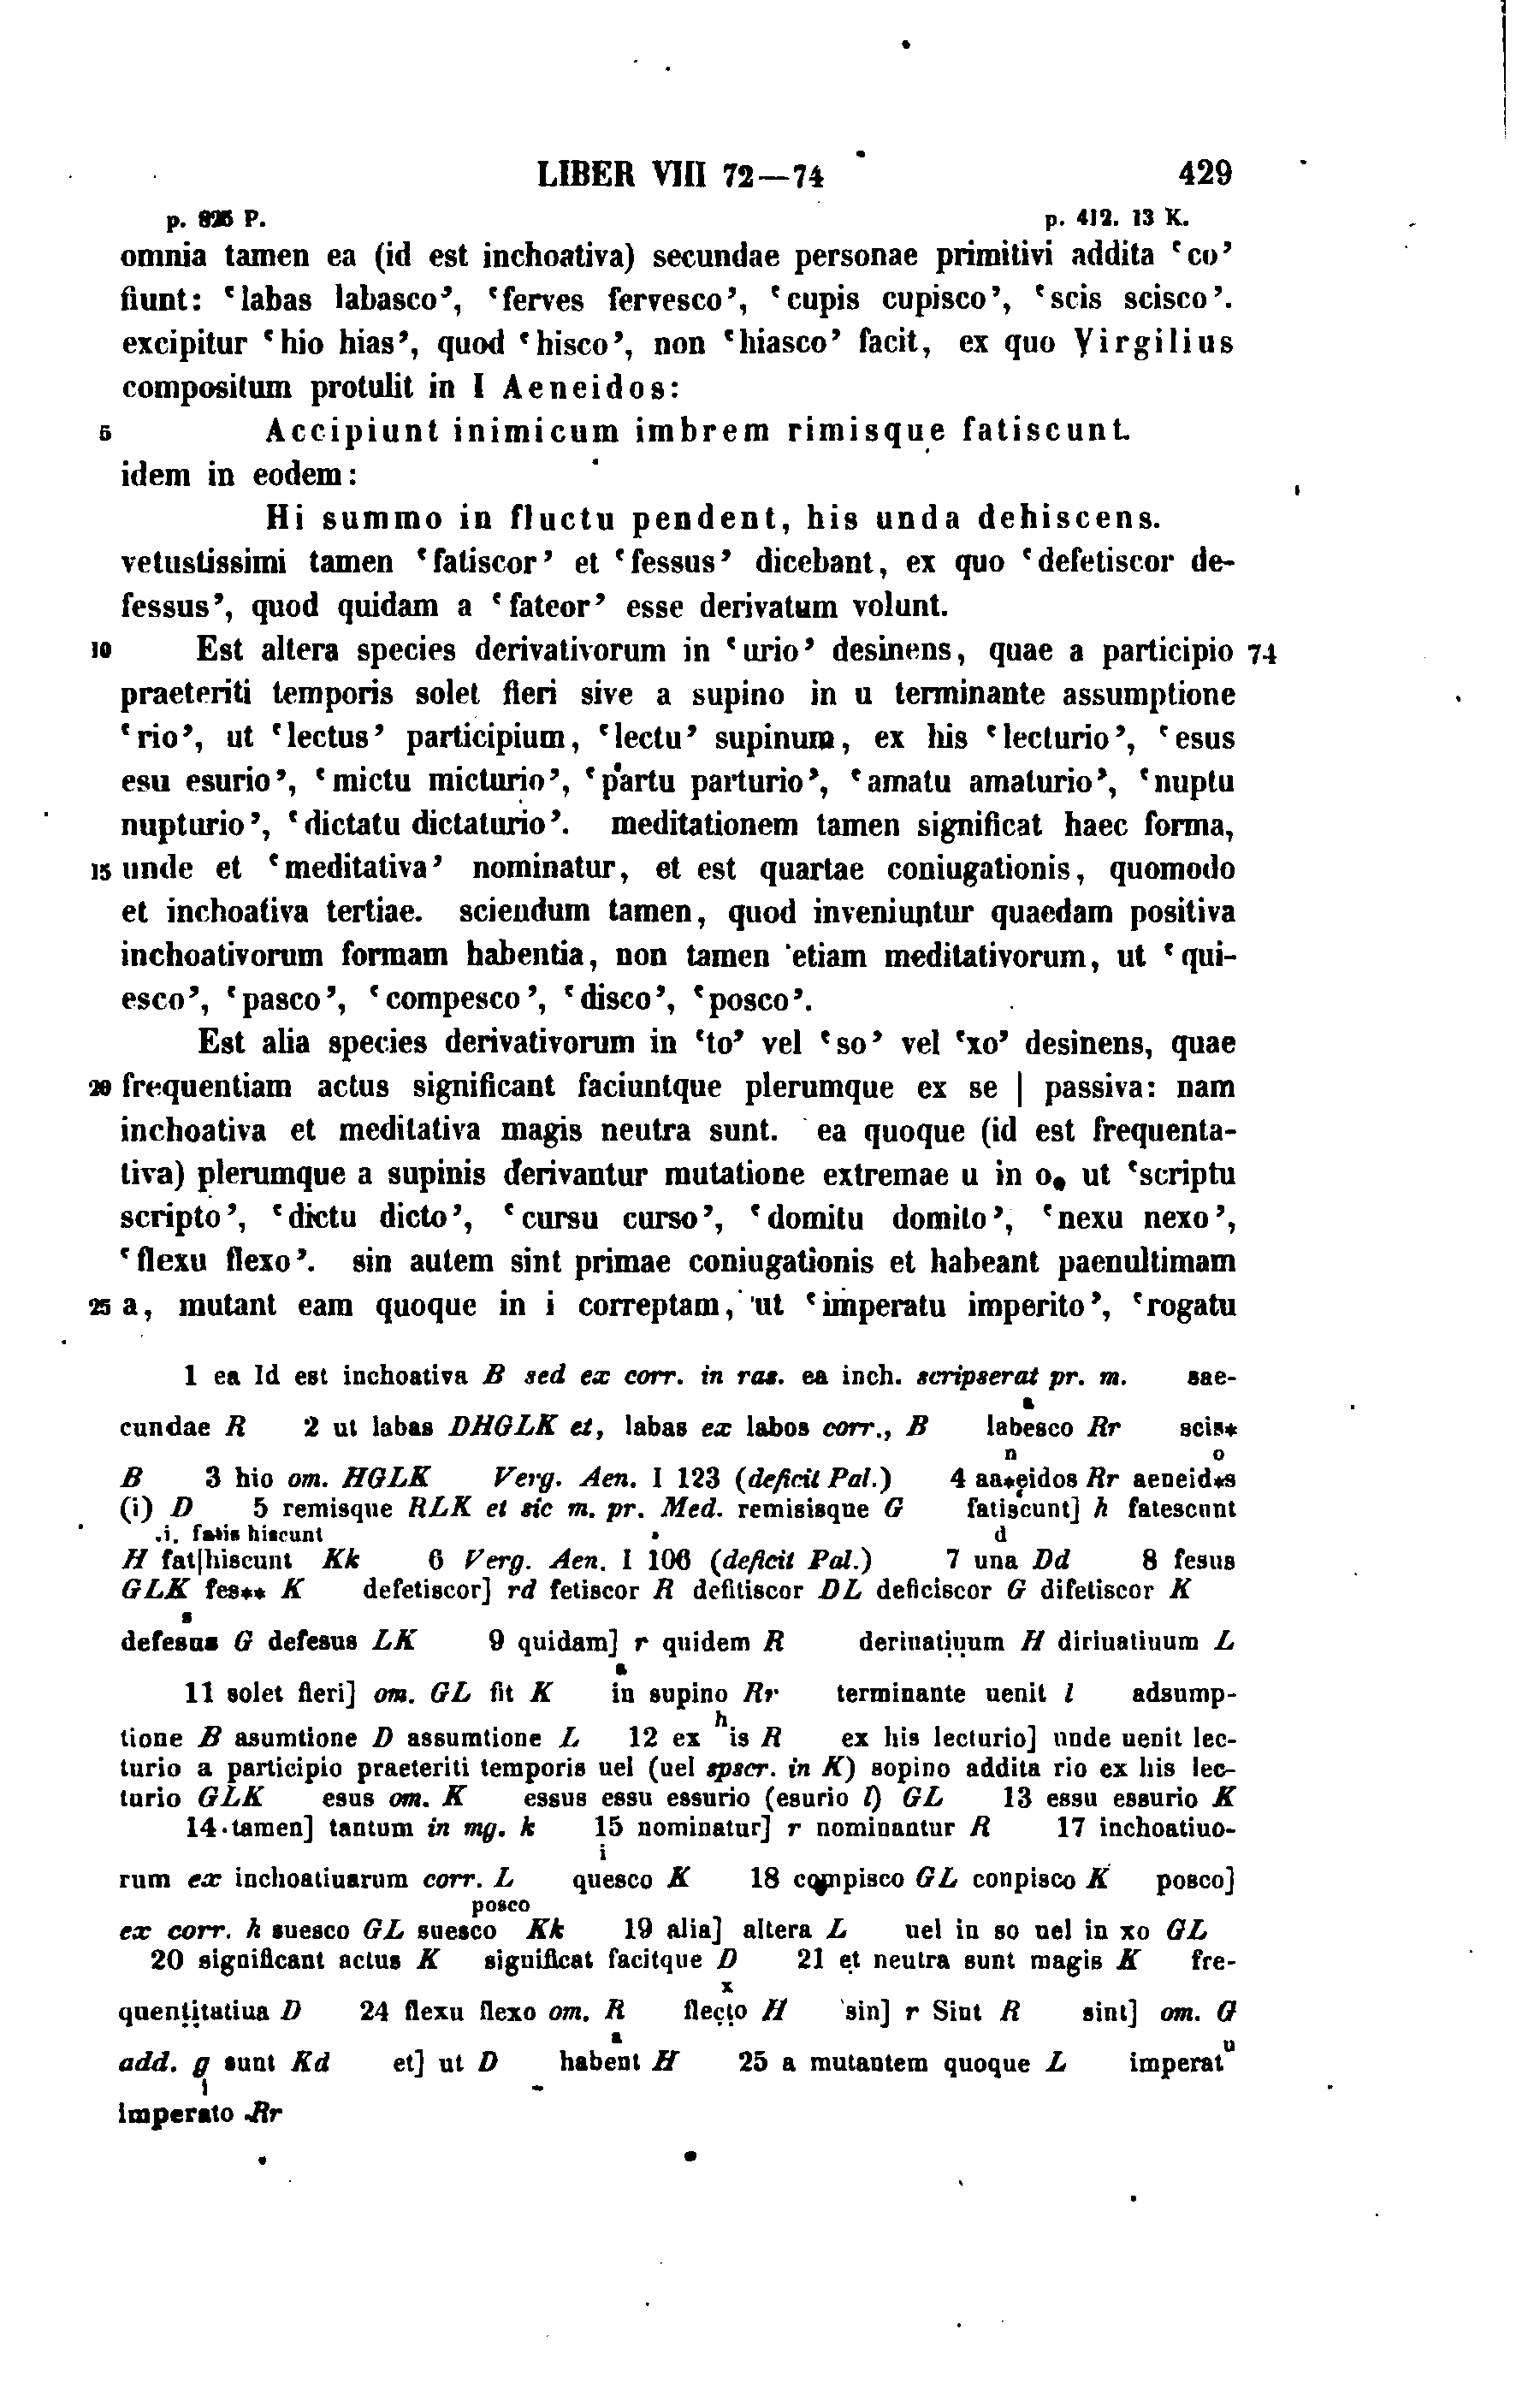 LIBER VIII 72—74 429
p. 825 P. p. 412. 13 K.
omnia tamen ea (id est inchoativa) secundae personae primitivi addita ‘co’
fiunt: ‘labas labasco’, ‘ferves fervesco’, ‘cupis cupisco’, ‘scis scisco’.
excipitur ‘hio hias’, quod ‘hisco’, non ‘hiasco’ facit, ex quo Virgilius
compositum protulit in I Aeneidos:
5 Accipiunt inimicum imbrem rimisque fatiscunt.
idem in eodem:
Hi summo in fluctu pendent, his unda dehiscens.
vetustissimi tamen ‘fatiscor’ et ‘fessus’ dicebant, ex quo ‘defetiscor de-
fessus’, quod quidam a ‘fateor’ esse derivatum volunt.
10 Est altera species derivativorum in ‘urio’ desinens, quae a participio 74
praeteriti temporis solet fieri sive a supino in u terminante assumptione
‘rio’, ut ‘lectus’ participium, ‘lectu’ supinum, ex his ‘lecturio’, ‘esus
esu esurio’, ‘mictu micturio’, ‘partu parturio’, ‘amatu amaturio’, ‘nuptu
nupturio’, ‘dictatu dictaturio’. meditationem tamen significat haec forma,
15 unde et ‘meditativa’ nominatur, et est quartae coniugationis, quomodo
et inchoativa tertiae. sciendum tamen, quod inveniuntur quaedam positiva
inchoativorum formam habentia, non tamen etiam meditativorum, ut ‘qui-
esco’, ‘pasco’, ‘compesco’, ‘disco’, ‘posco’.
Est alia species derivativorum in ‘to’ vel ‘so’ vel ‘xo’ desinens, quae
20 frequentiam actus significant faciuntque plerumque ex se | passiva: nam
inchoativa et meditativa magis neutra sunt. ea quoque (id est frequenta-
tiva) plerumque a supinis derivantur mutatione extremae u in o, ut ‘scriptu
scripto’, ‘dictu dicto’, ‘cursu curso’, ‘domitu domito’, ‘nexu nexo’,
‘flexu flexo’. sin autem sint primae coniugationis et habeant paenultimam
25 a, mutant eam quoque in i correptam, ut ‘imperatu imperito’, ‘rogatu
1 ea Id est inchoativa B sed ex corr. in ras. ea inch. scripserat pr. m. sae-
a
cundae R 2 ut labas DHGLK et, labas ex labos corr., B labesco Rr scis*
n o
B 3 hio om. HGLK Verg. Aen. I 123 (deficit Pal.) 4 aa*eidos Rr aeneid*s
(i) D 5 remisque RLK et sic m. pr. Med. remisisque G fatiscunt] h fatescunt
.i. fatis hiscunt d
H fat|hiscunt Kk 6 Verg. Aen. I 106 (deficit Pal.) 7 una Dd 8 fesus
GLK fes** K defetiscor] rd fetiscor R defitiscor DL deficiscor G difetiscor K
s
defesus G defesus LK 9 quidam] r quidem R deriuatiuum H diriuatiuum L
a
11 solet fieri] om. GL fit K in supino Rr terminante uenit l adsump-
h
tione B asumtione D assumtione L 12 ex is R ex his lecturio] unde uenit lec-
turio a participio praeteriti temporis uel (uel spscr. in K) sopino addita rio ex his lec-
turio GLK esus om. K essus essu essurio (esurio l) GL 13 essu essurio K
14 tamen] tantum in mg. k 15 nominatur] r nominantur R 17 inchoatiuo-
i
rum ex inchoatiuarum corr. L quesco K 18 compisco GL conpisco K posco]
posco
ex corr. h suesco GL suesco Kk 19 alia] altera L uel in so uel in xo GL
20 significant actus K significat facitque D 21 et neutra sunt magis K fre-
x
quentitatiua D 24 flexu flexo om. R flecto H sin] r Sint R sint] om. G
a u
add. g sunt Kd et] ut D habent H 25 a mutantem quoque L imperat
i
imperato Rr